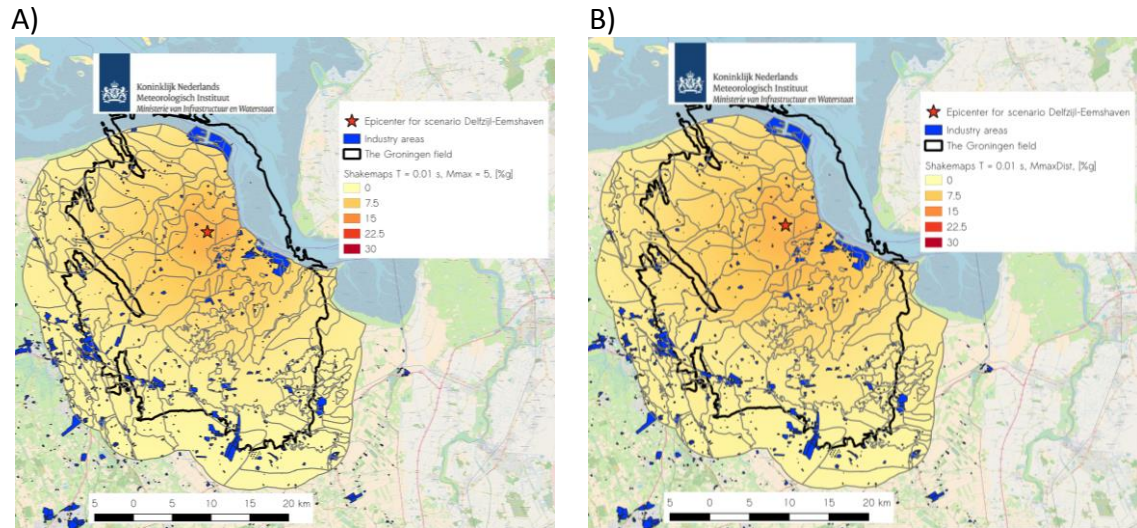 A)
Koninklijk Nederlands
Meteorologisch Instituut
Ministerie van Infrastructuur en Waterstaat
Epicenter for scenario Delfzijl-Eemshaven
Industry areas
The Groningen field
Shakemaps T = 0.01 s, Mmax = 5, [%g]
0
7.5
15
22.5
30
5 0 5 10 15 20 km
B)
Koninklijk Nederlands
Meteorologisch Instituut
Ministerie van Infrastructuur en Waterstaat
Epicenter for scenario Delfzijl-Eemshaven
Industry areas
The Groningen field
Shakemaps T = 0.01 s, MmaxDist, [%g]
0
7.5
15
22.5
30
5 0 5 10 15 20 km